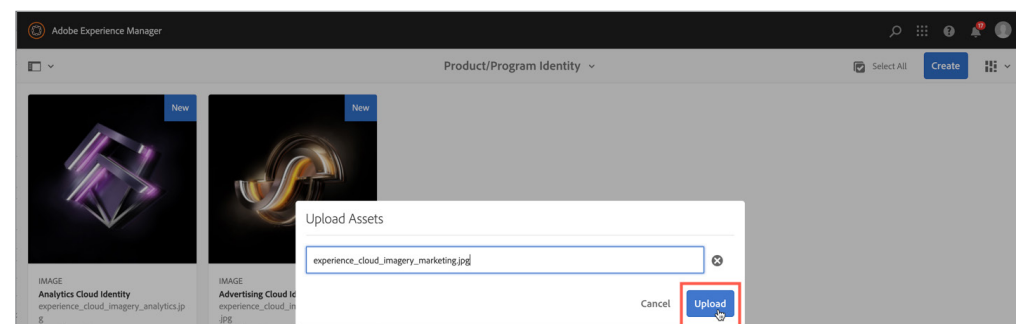 Adobe Experience Manager
17
Product/Program Identity
Select All
Create
New
New
Upload Assets
experience_cloud_imagery_marketing.jpg
Cancel
Upload
IMAGE
Analytics Cloud Identity
experience_cloud_imagery_analytics.jp
g
IMAGE
Advertising Cloud Id
experience_cloud_in
.jpg